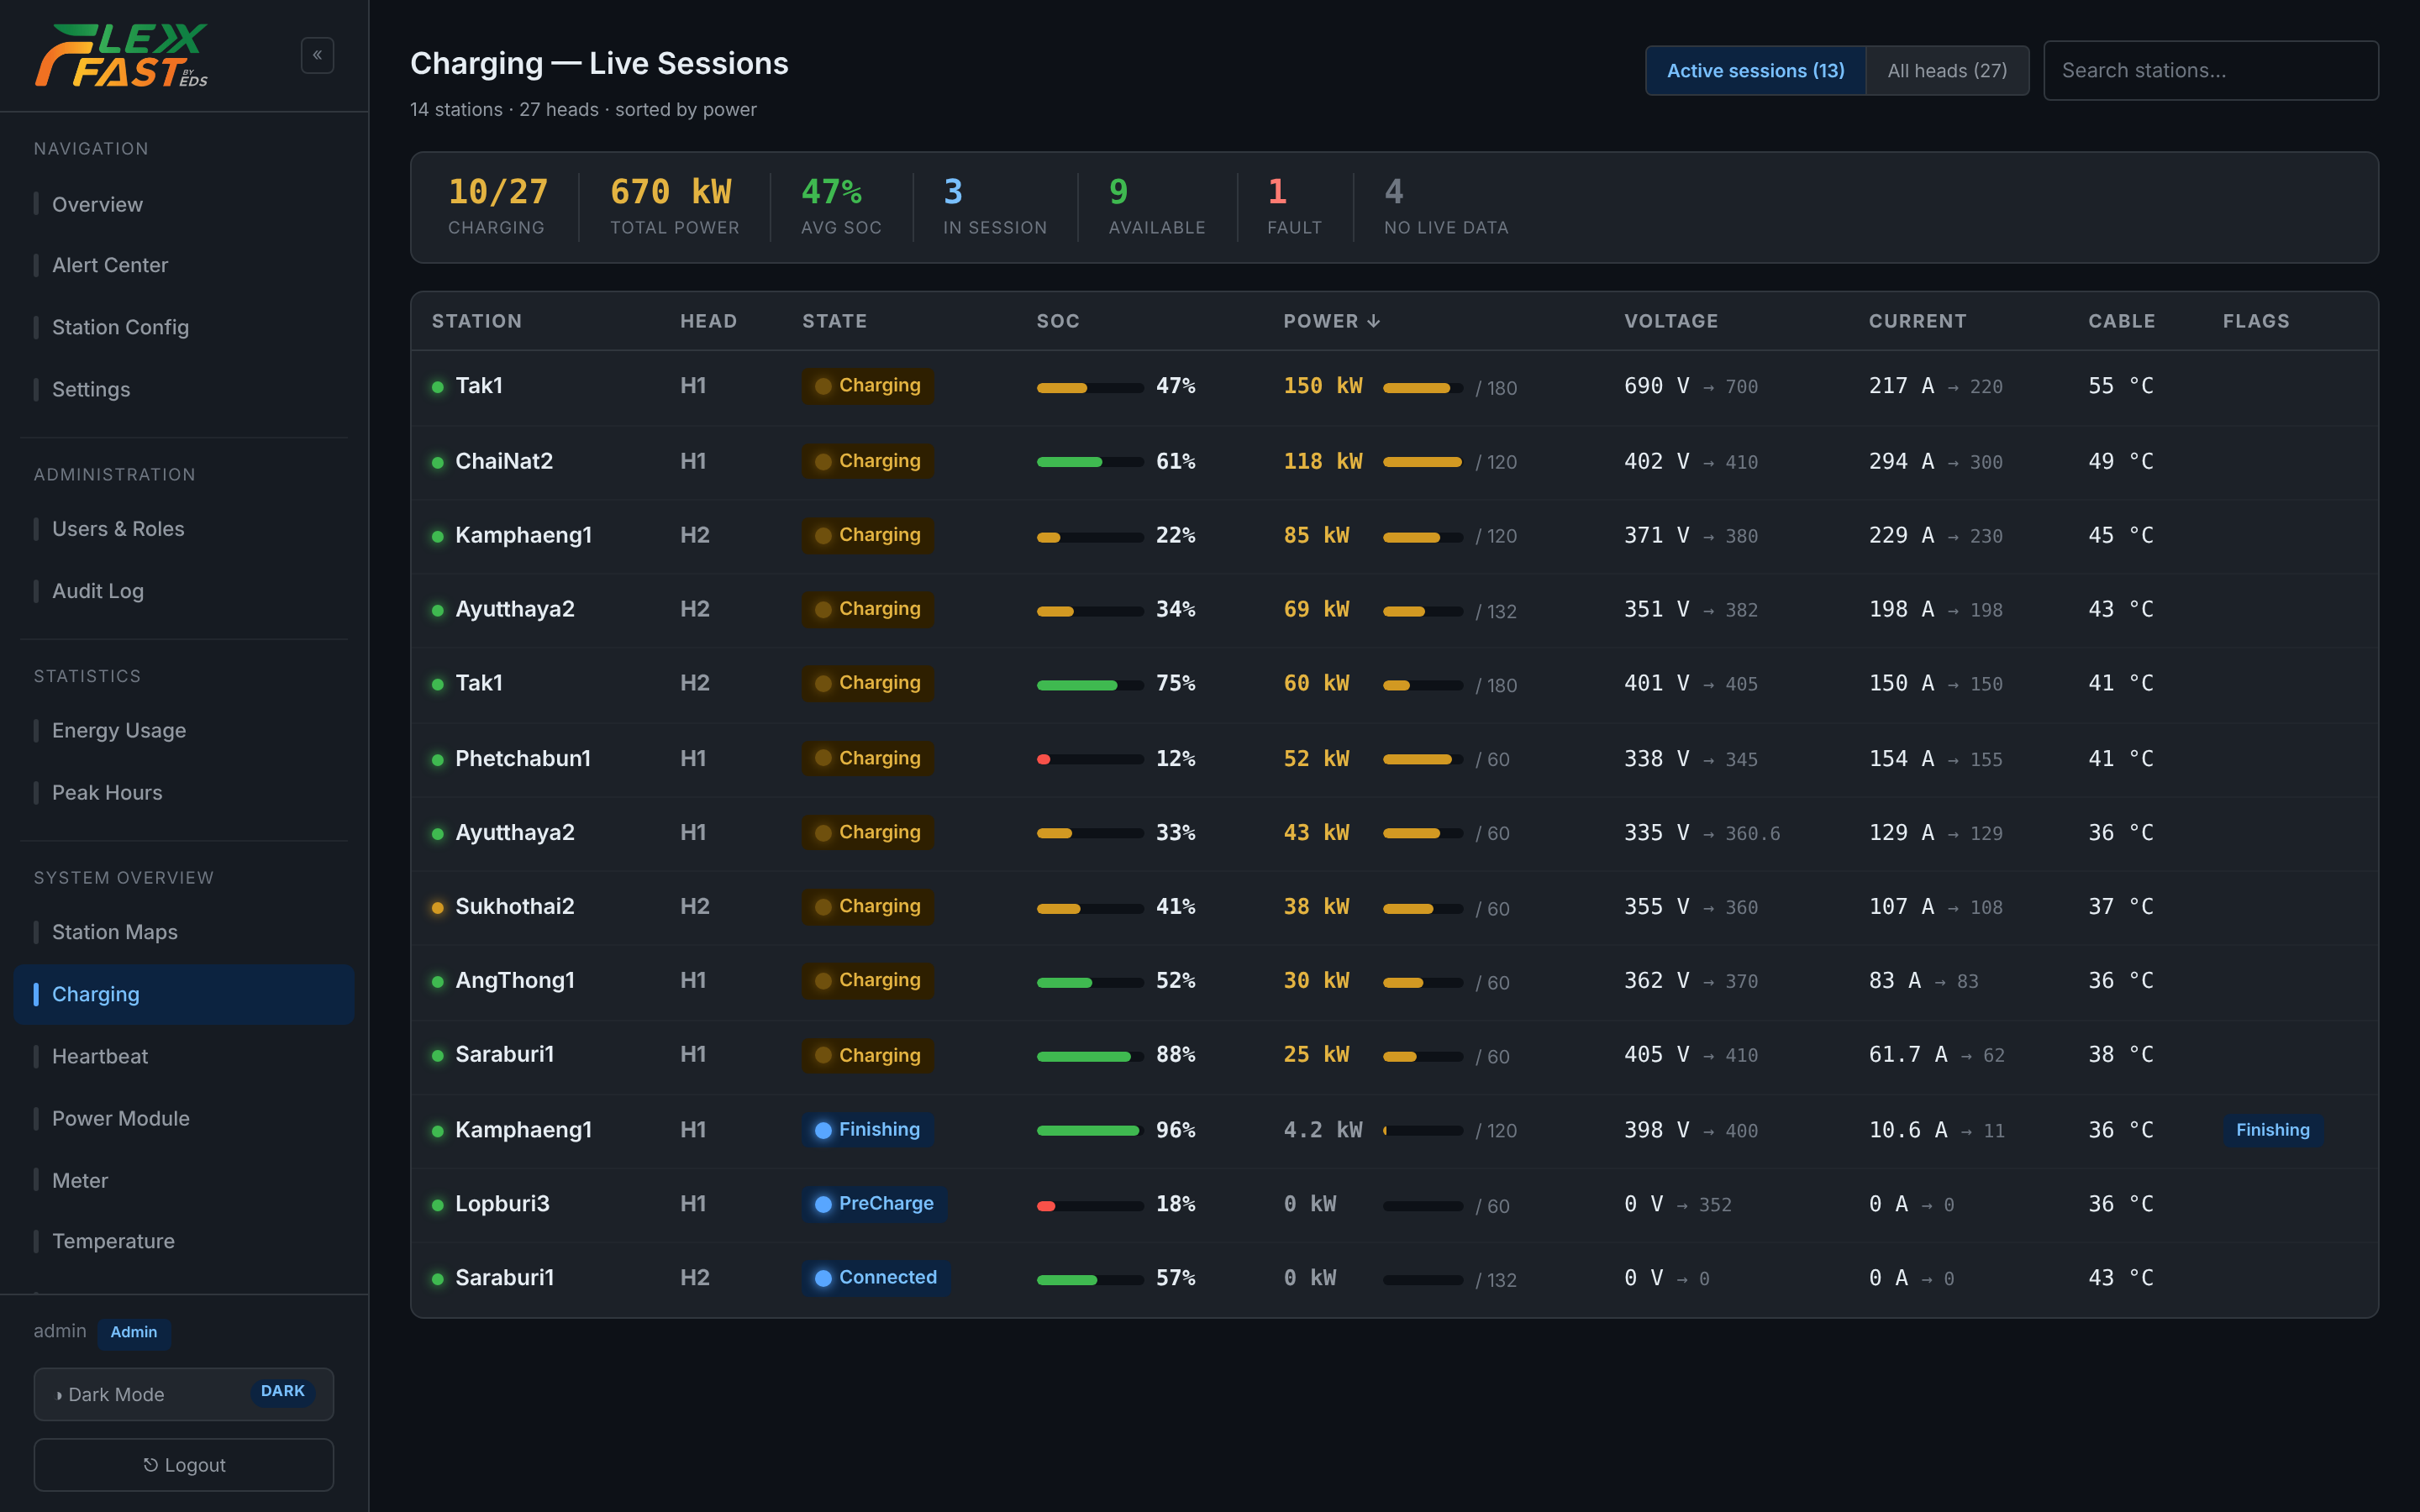 FLEXX
FAST BY EDS
«
NAVIGATION
Overview
Alert Center
Station Config
Settings
ADMINISTRATION
Users & Roles
Audit Log
STATISTICS
Energy Usage
Peak Hours
SYSTEM OVERVIEW
Station Maps
Charging
Heartbeat
Power Module
Meter
Temperature
admin Admin
Dark Mode DARK
Logout
Charging — Live Sessions
14 stations · 27 heads · sorted by power
Active sessions (13) All heads (27) Search stations...
10/27 670 kW 47% 3 9 1 4
CHARGING TOTAL POWER AVG SOC IN SESSION AVAILABLE FAULT NO LIVE DATA
STATION HEAD STATE SOC POWER ↓ VOLTAGE CURRENT CABLE FLAGS
Tak1 H1 Charging 47% 150 kW / 180 690 V → 700 217 A → 220 55 °C
ChaiNat2 H1 Charging 61% 118 kW / 120 402 V → 410 294 A → 300 49 °C
Kamphaeng1 H2 Charging 22% 85 kW / 120 371 V → 380 229 A → 230 45 °C
Ayutthaya2 H2 Charging 34% 69 kW / 132 351 V → 382 198 A → 198 43 °C
Tak1 H2 Charging 75% 60 kW / 180 401 V → 405 150 A → 150 41 °C
Phetchabun1 H1 Charging 12% 52 kW / 60 338 V → 345 154 A → 155 41 °C
Ayutthaya2 H1 Charging 33% 43 kW / 60 335 V → 360.6 129 A → 129 36 °C
Sukhothai2 H2 Charging 41% 38 kW / 60 355 V → 360 107 A → 108 37 °C
AngThong1 H1 Charging 52% 30 kW / 60 362 V → 370 83 A → 83 36 °C
Saraburi1 H1 Charging 88% 25 kW / 60 405 V → 410 61.7 A → 62 38 °C
Kamphaeng1 H1 Finishing 96% 4.2 kW / 120 398 V → 400 10.6 A → 11 36 °C Finishing
Lopburi3 H1 PreCharge 18% 0 kW / 60 0 V → 352 0 A → 0 36 °C
Saraburi1 H2 Connected 57% 0 kW / 132 0 V → 0 0 A → 0 43 °C